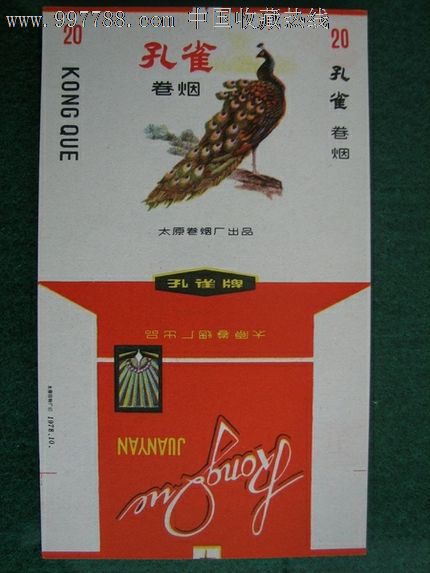 www.997788.com 中国收藏热线
20
孔雀
卷烟
20
孔雀 卷烟
KONG QUE
太原卷烟厂出品
孔雀牌
太原卷烟厂出品
1978.10.
JUANYAN
KongQue